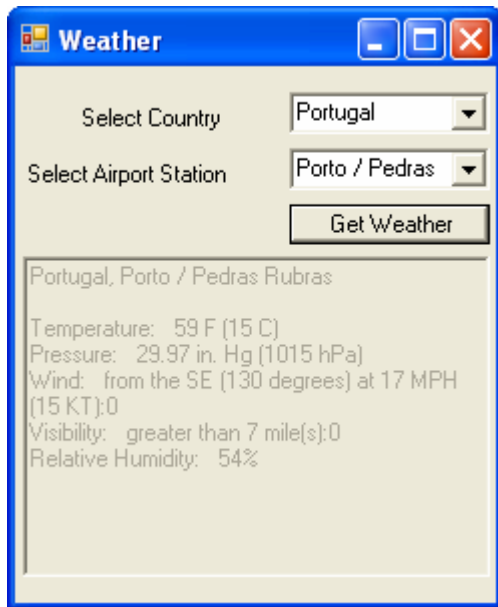 Weather
Select Country Portugal
Select Airport Station Porto / Pedras
Get Weather
Portugal, Porto / Pedras Rubras
Temperature: 59 F (15 C)
Pressure: 29.97 in. Hg (1015 hPa)
Wind: from the SE (130 degrees) at 17 MPH
(15 KT):0
Visibility: greater than 7 mile(s):0
Relative Humidity: 54%